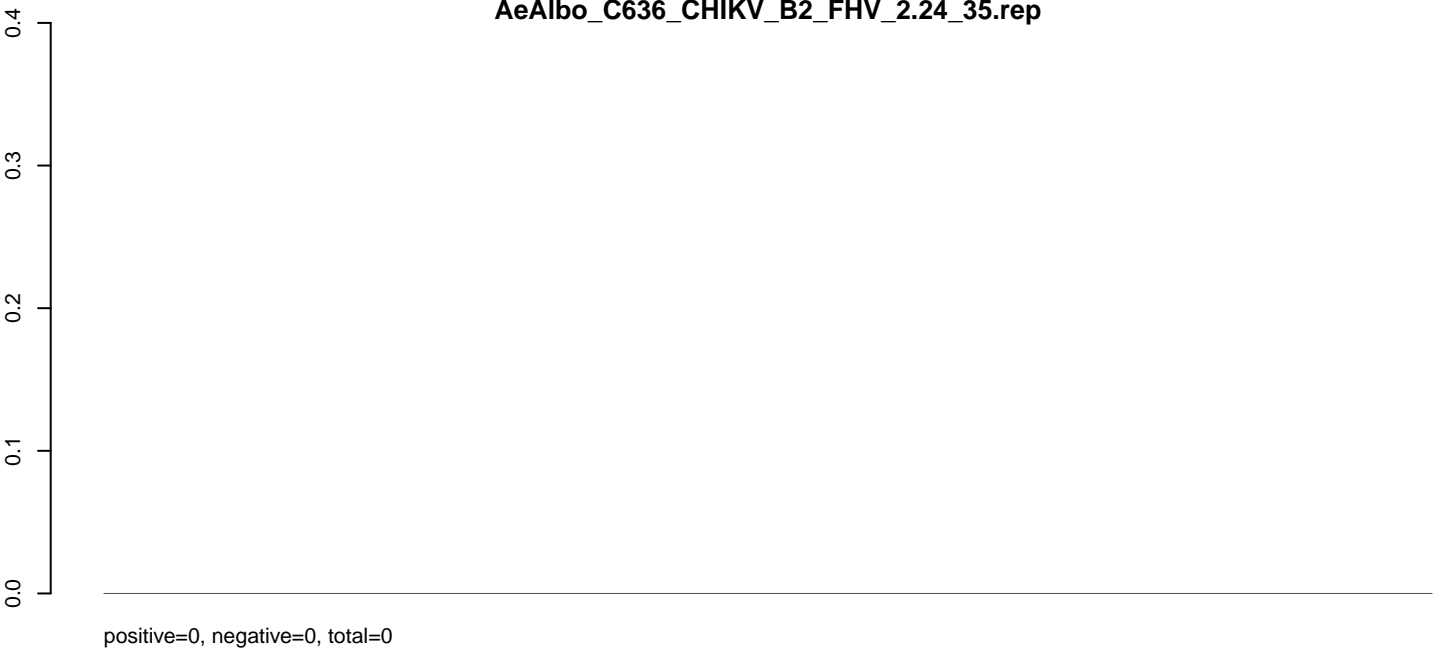 AeAlbo_C636_CHIKV_B2_FHV_2.24_35.rep
0.4
0.3
0.2
0.1
0.0
positive=0, negative=0, total=0